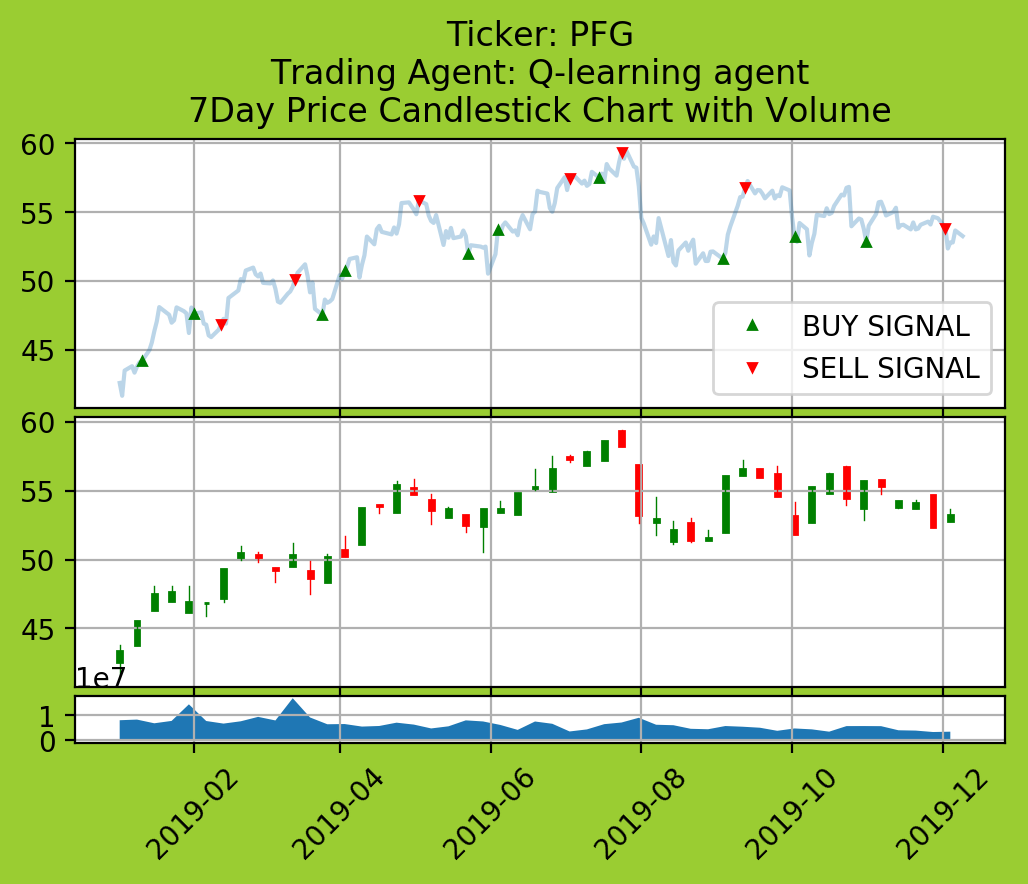 Ticker: PFG
Trading Agent: Q-learning agent
7Day Price Candlestick Chart with Volume
60
55
50
45
BUY SIGNAL
SELL SIGNAL
60
55
50
45
1e7
1
0
2019-02
2019-04
2019-06
2019-08
2019-10
2019-12